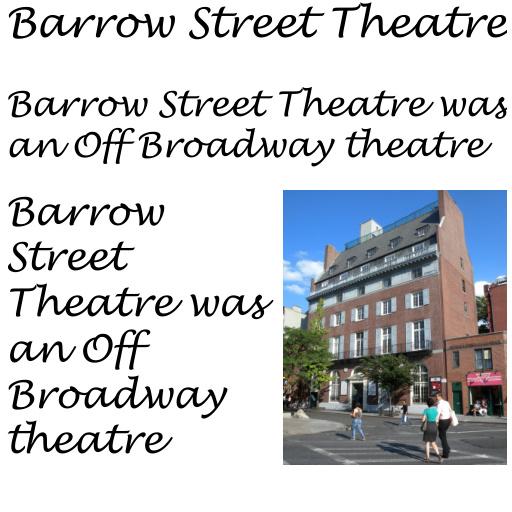 Barrow Street Theatre
Barrow Street Theatre was
an Off Broadway theatre
Barrow
Street
Theatre was
an Off
Broadway
theatre